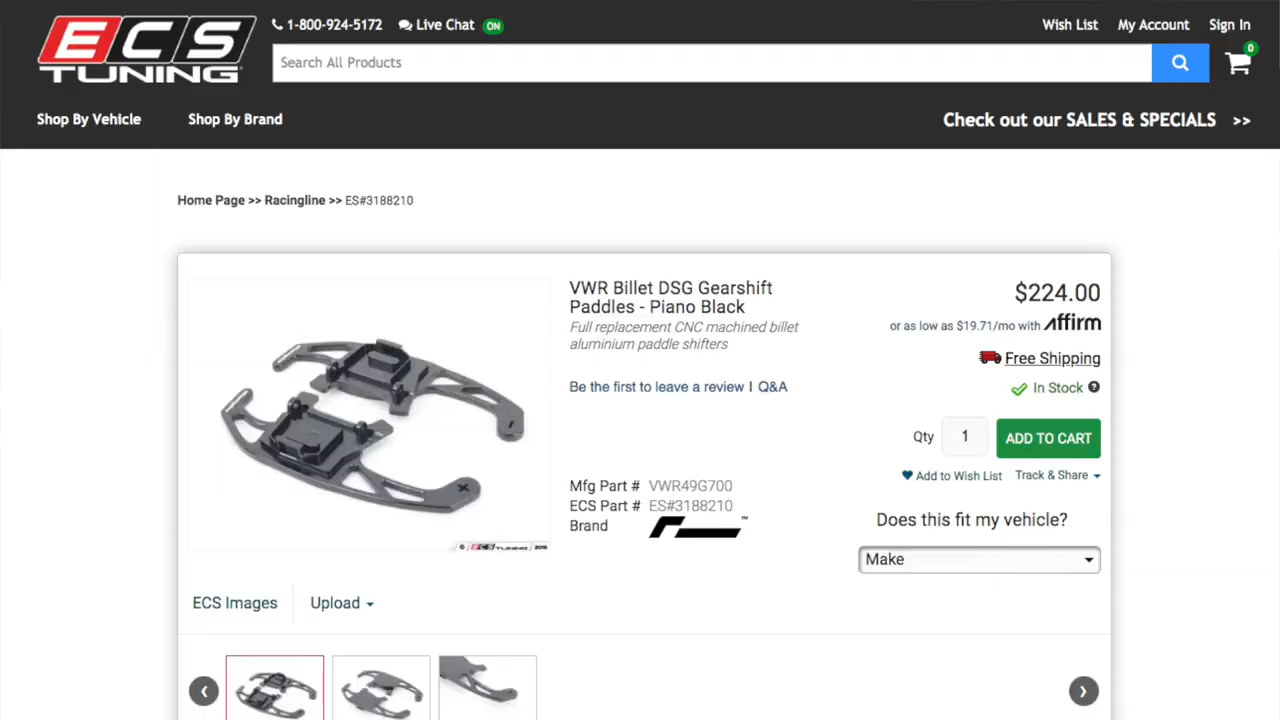 ECS
TUNING
1-800-924-5172
Live Chat
ON
Wish List
My Account
Sign In
Search All Products
0
Shop By Vehicle
Shop By Brand
Check out our SALES & SPECIALS >>
Home Page >> Racingline >> ES#3188210
VWR Billet DSG Gearshift
Paddles - Piano Black
Full replacement CNC machined billet
aluminium paddle shifters
Be the first to leave a review | Q&A
Mfg Part # VWR49G700
ECS Part # ES#3188210
Brand
™
$224.00
or as low as $19.71/mo with affirm
Free Shipping
In Stock ?
Qty 1 ADD TO CART
Add to Wish List Track & Share
Does this fit my vehicle?
Make
© ECS TUNING 2016
ECS Images
Upload